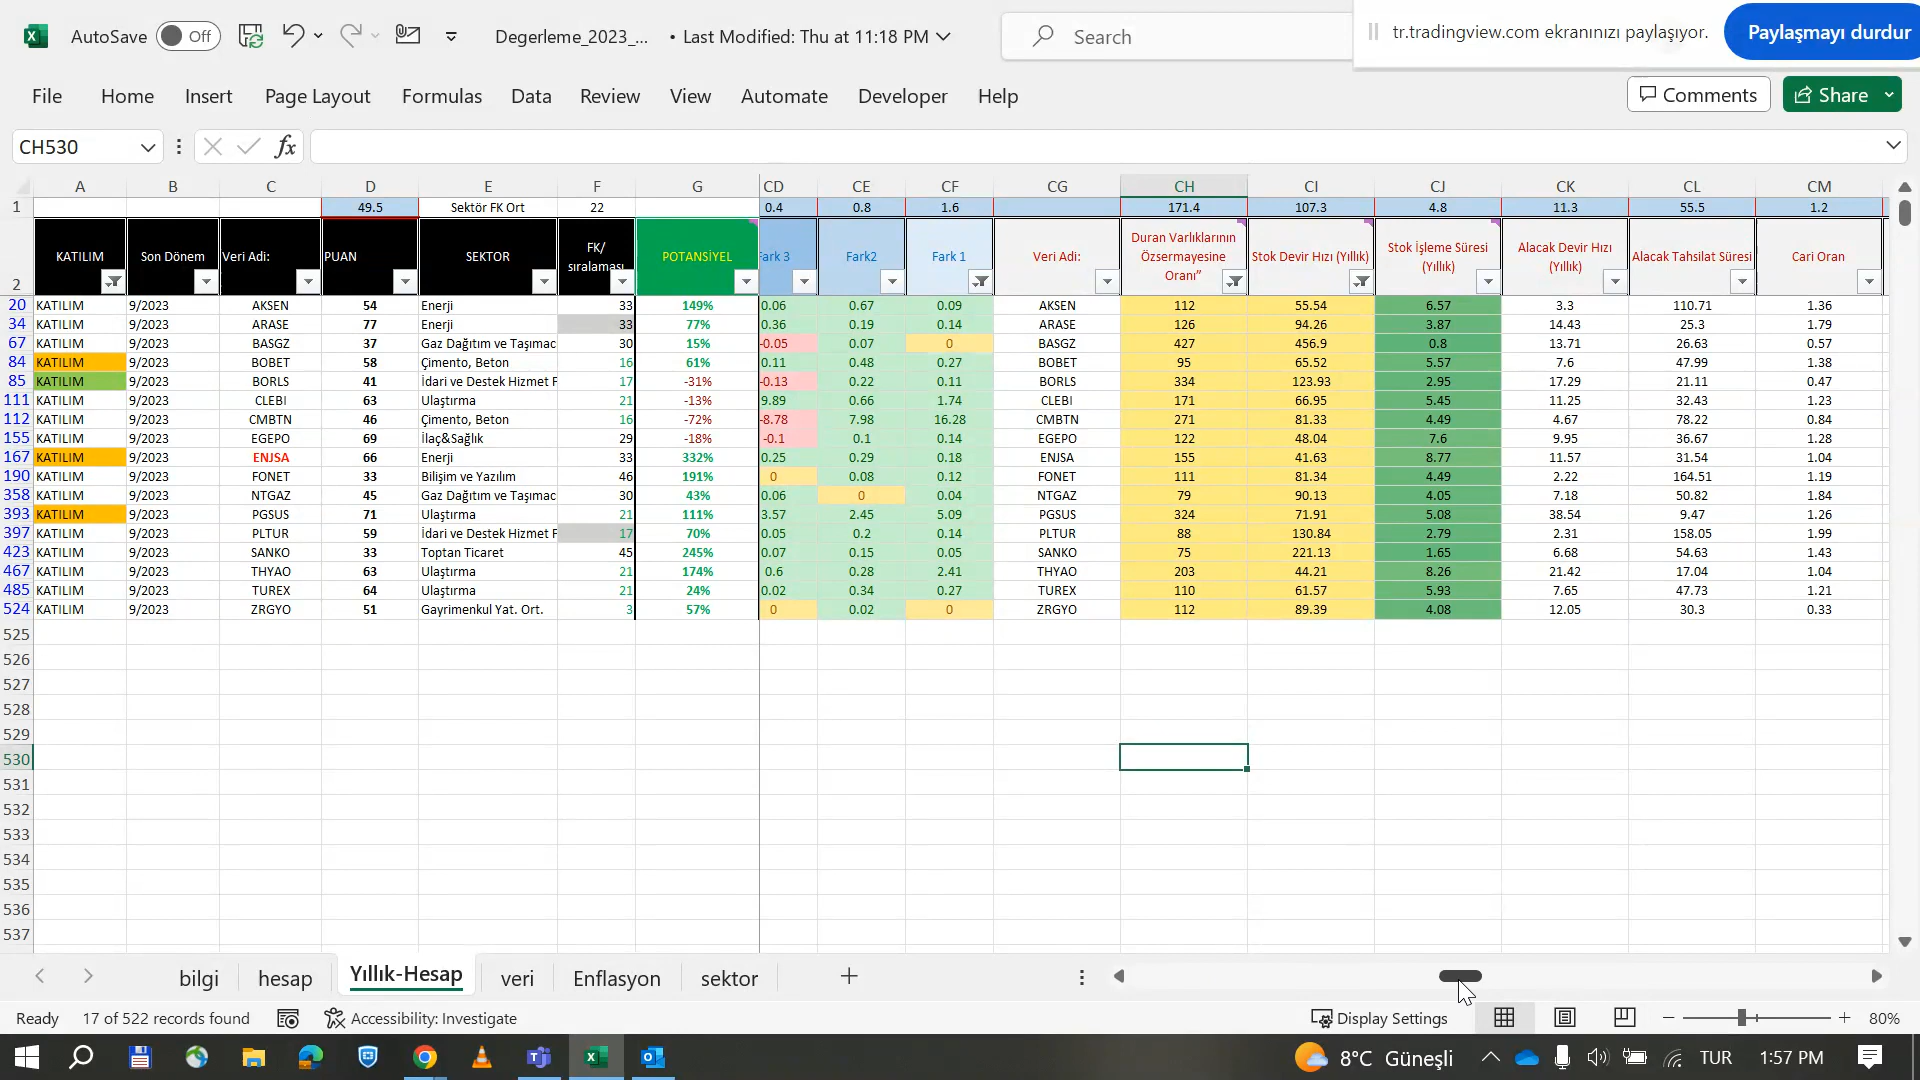 AutoSave Off Degerleme_2023_... • Last Modified: Thu at 11:18 PM Search tr.tradingview.com ekranınızı paylaşıyor. Paylaşmayı durdur
File Home Insert Page Layout Formulas Data Review View Automate Developer Help Comments Share
CH530 fx
A B C D E F G CD CE CF CG CH CI CJ CK CL CM
1 49.5 Sektör FK Ort 22 0.4 0.8 1.6 171.4 107.3 4.8 11.3 55.5 1.2
2 KATILIM Son Dönem Veri Adi: PUAN SEKTOR FK/ sıralaması POTANSİYEL Fark 3 Fark2 Fark 1 Veri Adi: Duran Varlıklarının Özsermayesine Oranı” Stok Devir Hızı (Yıllık) Stok İşleme Süresi (Yıllık) Alacak Devir Hızı (Yıllık) Alacak Tahsilat Süresi Cari Oran
20 KATILIM 9/2023 AKSEN 54 Enerji 33 149% 0.06 0.67 0.09 AKSEN 112 55.54 6.57 3.3 110.71 1.36
34 KATILIM 9/2023 ARASE 77 Enerji 33 77% 0.36 0.19 0.14 ARASE 126 94.26 3.87 14.43 25.3 1.79
67 KATILIM 9/2023 BASGZ 37 Gaz Dağıtım ve Taşımac 30 15% -0.05 0.07 0 BASGZ 427 456.9 0.8 13.71 26.63 0.57
84 KATILIM 9/2023 BOBET 58 Çimento, Beton 16 61% 0.11 0.48 0.27 BOBET 95 65.52 5.57 7.6 47.99 1.38
85 KATILIM 9/2023 BORLS 41 İdari ve Destek Hizmet F 17 -31% -0.13 0.22 0.11 BORLS 334 123.93 2.95 17.29 21.11 0.47
111 KATILIM 9/2023 CLEBI 63 Ulaştırma 21 -13% 9.89 0.66 1.74 CLEBI 171 66.95 5.45 11.25 32.43 1.23
112 KATILIM 9/2023 CMBTN 46 Çimento, Beton 16 -72% -8.78 7.98 16.28 CMBTN 271 81.33 4.49 4.67 78.22 0.84
155 KATILIM 9/2023 EGEPO 69 İlaç&Sağlık 29 -18% -0.1 0.1 0.14 EGEPO 122 48.04 7.6 9.95 36.67 1.28
167 KATILIM 9/2023 ENJSA 66 Enerji 33 332% 0.25 0.29 0.18 ENJSA 155 41.63 8.77 11.57 31.54 1.04
190 KATILIM 9/2023 FONET 33 Bilişim ve Yazılım 46 191% 0 0.08 0.12 FONET 111 81.34 4.49 2.22 164.51 1.19
358 KATILIM 9/2023 NTGAZ 45 Gaz Dağıtım ve Taşımac 30 43% 0.06 0 0.04 NTGAZ 79 90.13 4.05 7.18 50.82 1.84
393 KATILIM 9/2023 PGSUS 71 Ulaştırma 21 111% 3.57 2.45 5.09 PGSUS 324 71.91 5.08 38.54 9.47 1.26
397 KATILIM 9/2023 PLTUR 59 İdari ve Destek Hizmet F 17 70% 0.05 0.2 0.14 PLTUR 88 130.84 2.79 2.31 158.05 1.99
423 KATILIM 9/2023 SANKO 33 Toptan Ticaret 45 245% 0.07 0.15 0.05 SANKO 75 221.13 1.65 6.68 54.63 1.43
467 KATILIM 9/2023 THYAO 63 Ulaştırma 21 174% 0.6 0.28 2.41 THYAO 203 44.21 8.26 21.42 17.04 1.04
485 KATILIM 9/2023 TUREX 64 Ulaştırma 21 24% 0.02 0.34 0.27 TUREX 110 61.57 5.93 7.65 47.73 1.21
524 KATILIM 9/2023 ZRGYO 51 Gayrimenkul Yat. Ort. 3 57% 0 0.02 0 ZRGYO 112 89.39 4.08 12.05 30.3 0.33
525
526
527
528
529
530
531
532
533
534
535
536
537
bilgi hesap Yıllık-Hesap veri Enflasyon sektor
Ready 17 of 522 records found Accessibility: Investigate Display Settings 80%
8°C Güneşli TUR 1:57 PM